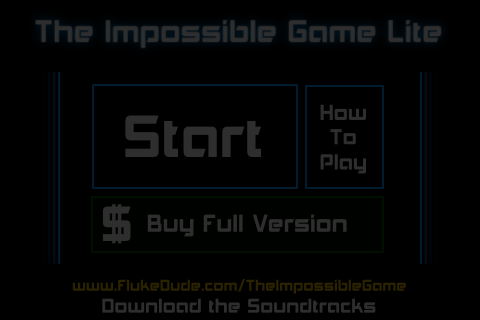 The Impossible Game Lite
Start
How
To
Play
$ Buy Full Version
www.FlukeDude.com/TheImpossibleGame
Download the Soundtracks